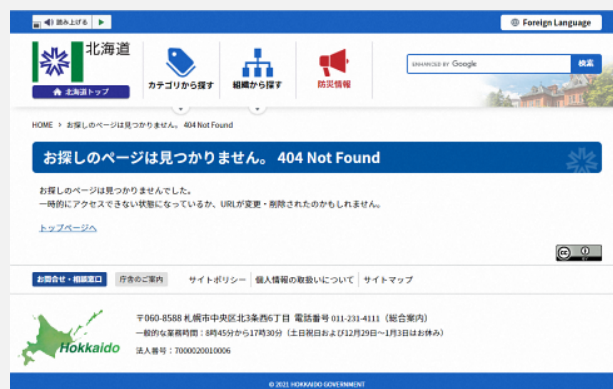 読み上げる
Foreign Language
北海道
北海道トップ
カテゴリから探す
組織から探す
防災情報
ENHANCED BY Google
検索
HOME › お探しのページは見つかりません。 404 Not Found
お探しのページは見つかりません。 404 Not Found
お探しのページは見つかりませんでした。
一時的にアクセスできない状態になっているか、URLが変更・削除されたのかもしれません。
トップページへ
お問合せ・相談窓口
庁舎のご案内
サイトポリシー
個人情報の取扱いについて
サイトマップ
〒060-8588 札幌市中央区北3条西6丁目 電話番号 011-231-4111（総合案内）
一般的な業務時間：8時45分から17時30分（土日祝日および12月29日～1月3日はお休み）
法人番号：7000020010006
Hokkaido
© 2021 HOKKAIDO GOVERNMENT